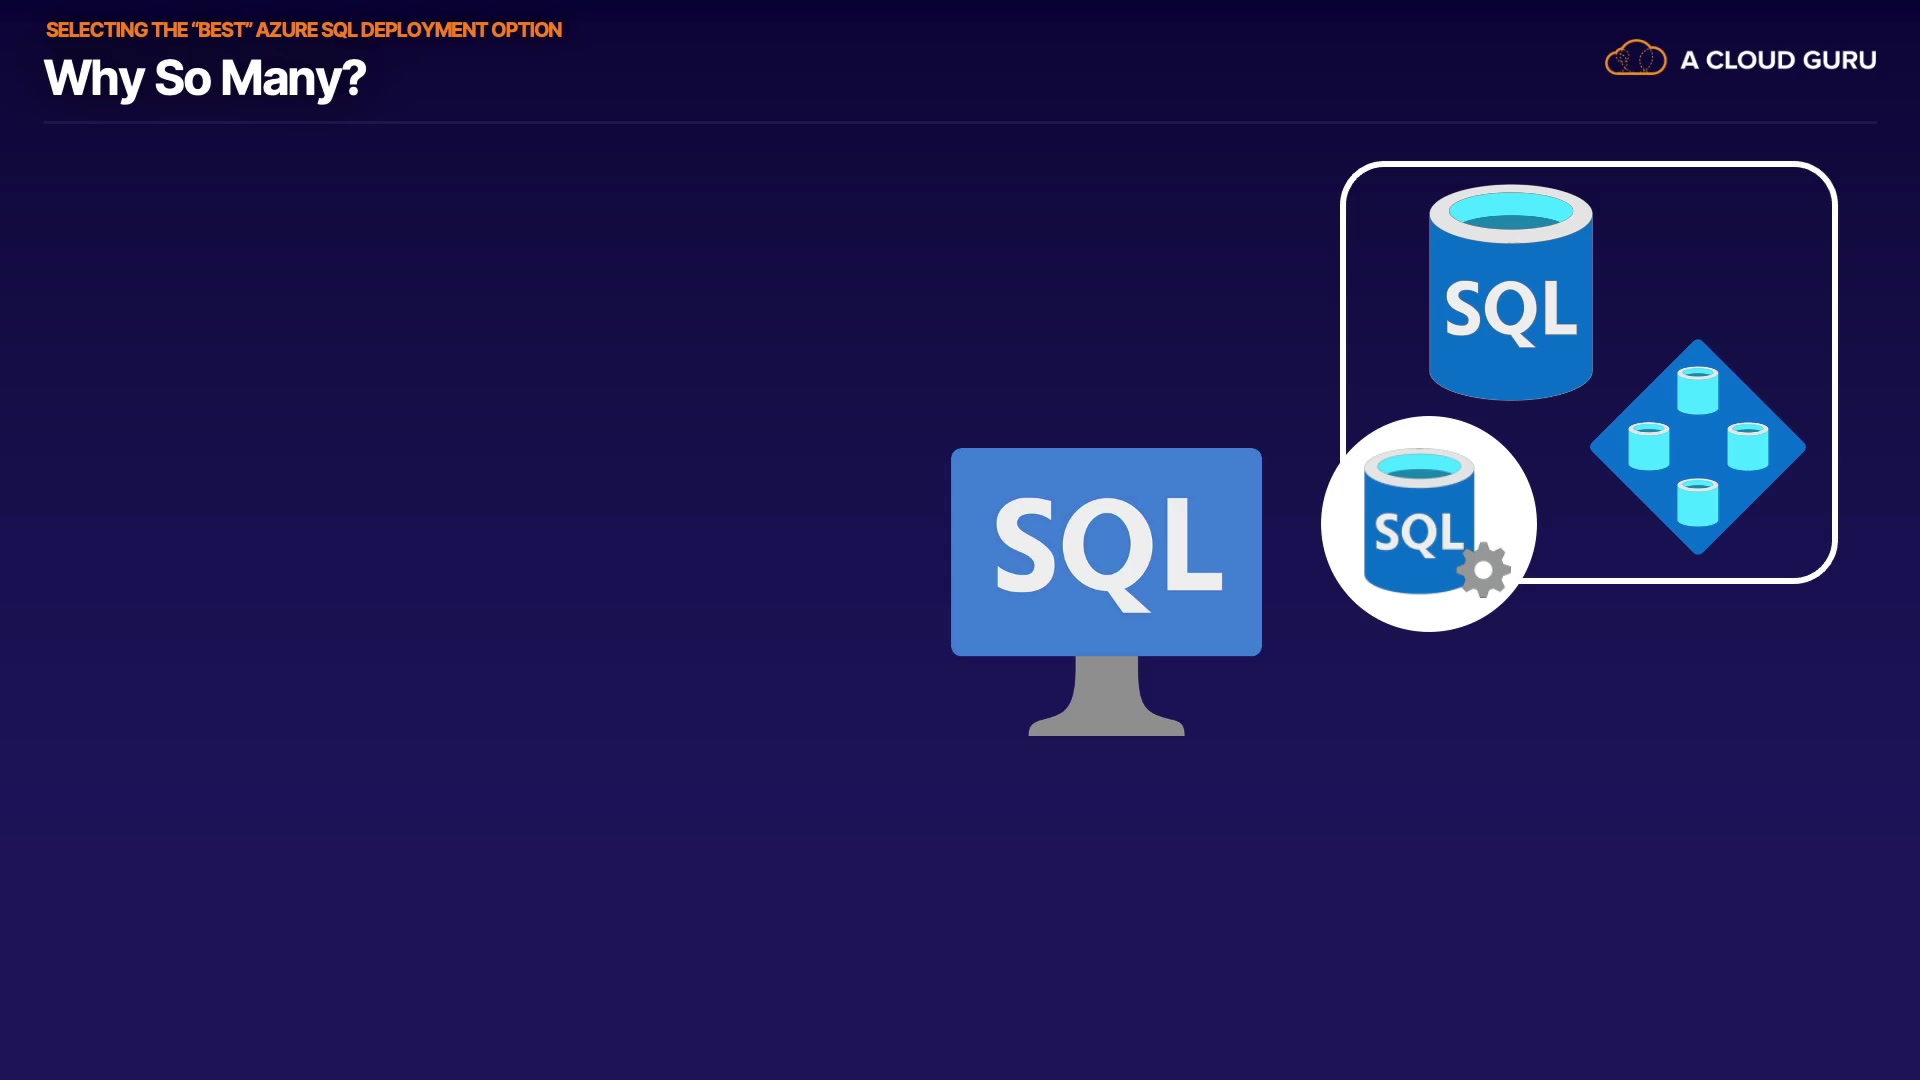 SELECTING THE “BEST” AZURE SQL DEPLOYMENT OPTION
Why So Many?
A CLOUD GURU
SQL
SQL
SQL